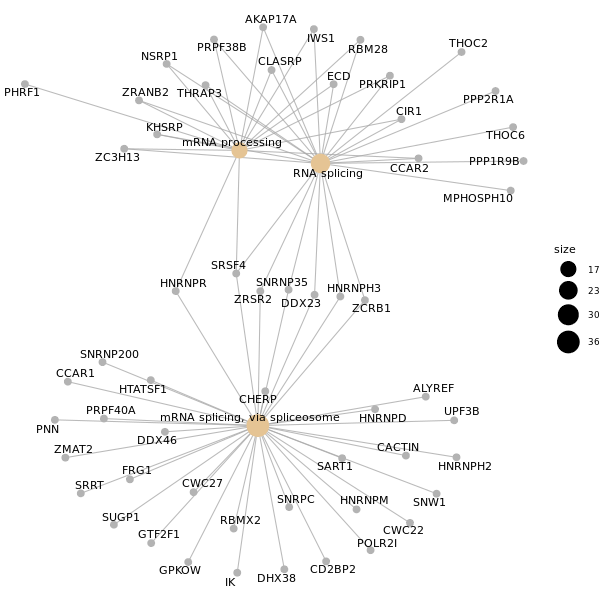 AKAP17A
IWS1
PRPF38B
RBM28
THOC2
NSRP1
CLASRP
ECD
PRKRIP1
PHRF1
ZRANB2
THRAP3
PPP2R1A
CIR1
KHSRP
THOC6
mRNA processing
ZC3H13
RNA splicing
CCAR2
PPP1R9B
MPHOSPH10
size
17
23
30
36
SRSF4
HNRNPR
SNRNP35
HNRNPH3
ZRSR2
DDX23
ZCRB1
SNRNP200
CCAR1
HTATSF1
CHERP
ALYREF
PRPF40A
mRNA splicing, via spliceosome
HNRNPD
UPF3B
PNN
DDX46
ZMAT2
CACTIN
FRG1
SART1
HNRNPH2
SRRT
CWC27
SNRPC
HNRNPM
SNW1
SUGP1
RBMX2
CWC22
GTF2F1
POLR2I
GPKOW
IK
DHX38
CD2BP2